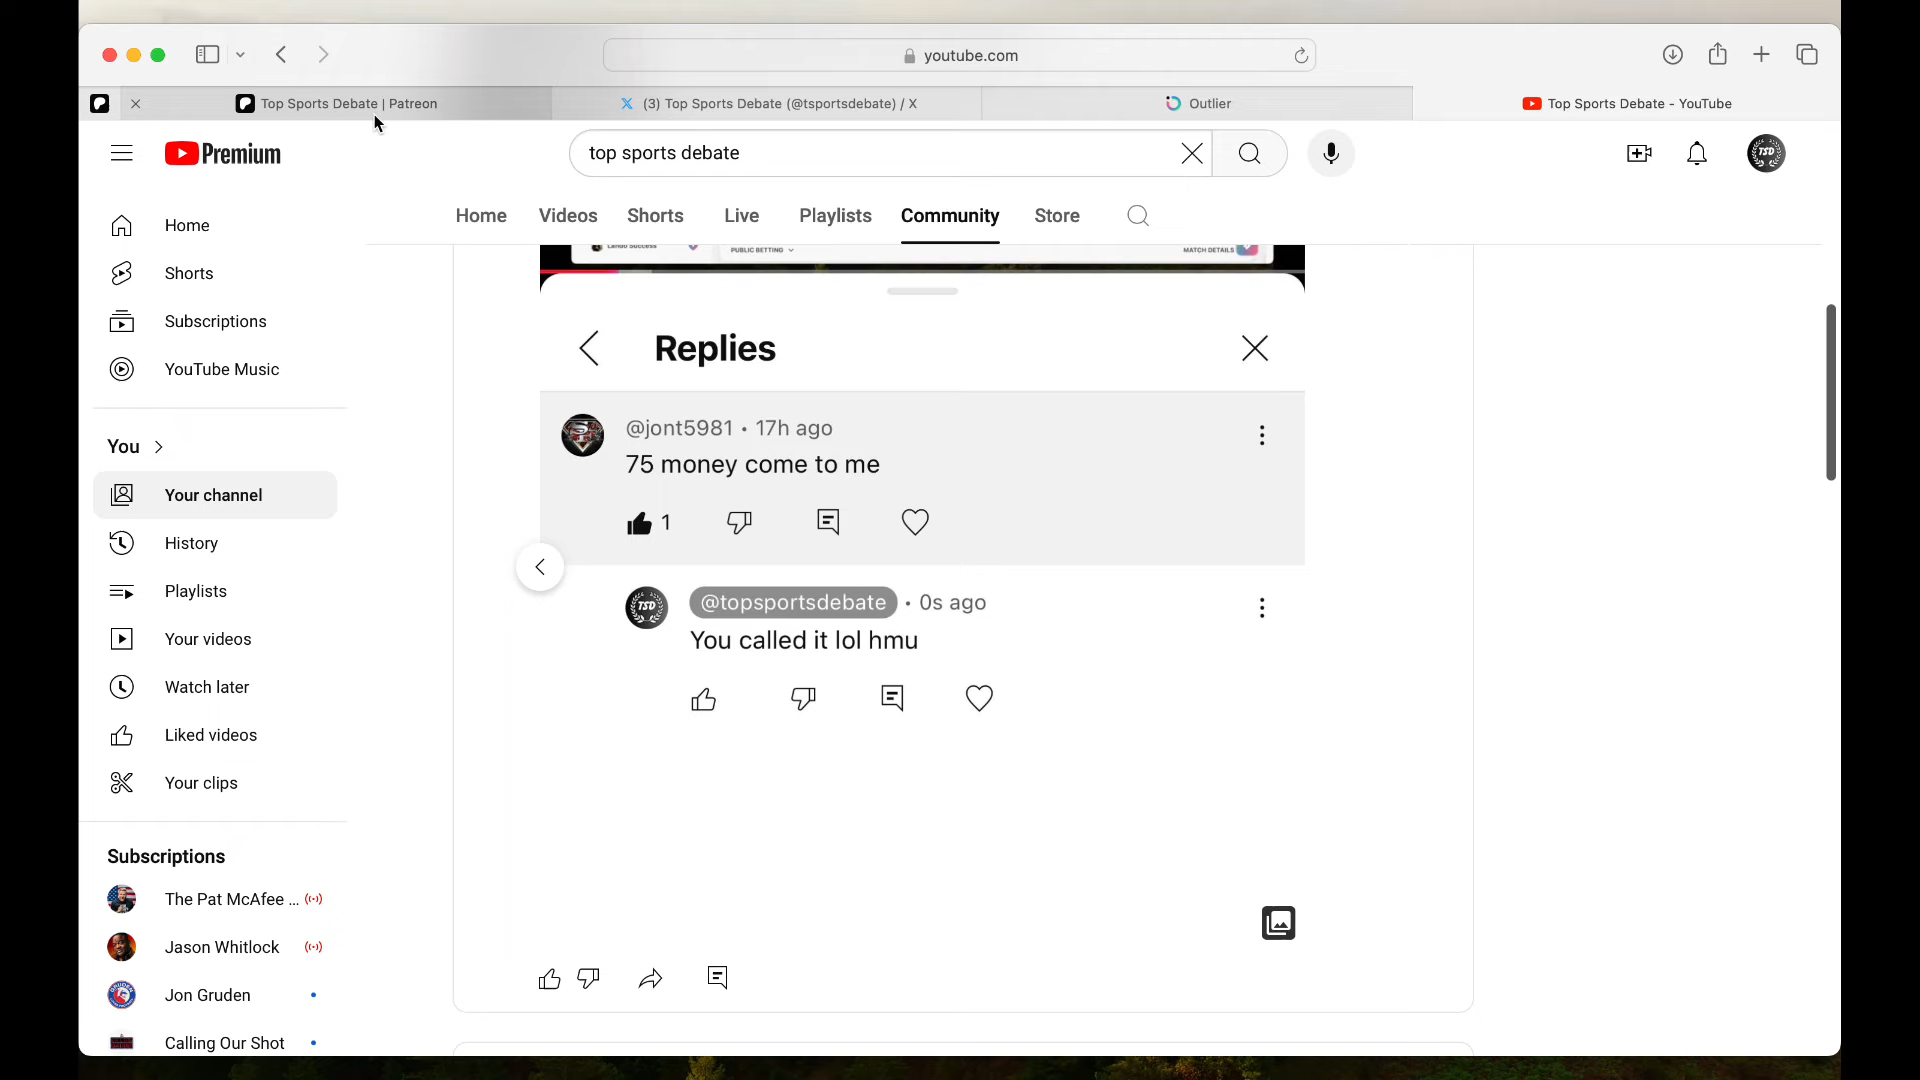 youtube.com
Top Sports Debate | Patreon
(3) Top Sports Debate (@tsportsdebate) / X
Outlier
Top Sports Debate - YouTube
Premium
top sports debate
TSD
Home
Videos
Shorts
Live
Playlists
Community
Store
Home
Shorts
Subscriptions
YouTube Music
You
Your channel
History
Playlists
Your videos
Watch later
Liked videos
Your clips
Subscriptions
The Pat McAfee ...
Jason Whitlock
Jon Gruden
Calling Our Shot
Lando Success
PUBLIC BETTING
MATCH DETAILS
Replies
@jont5981 • 17h ago
75 money come to me
1
TSD
@topsportsdebate • 0s ago
You called it lol hmu